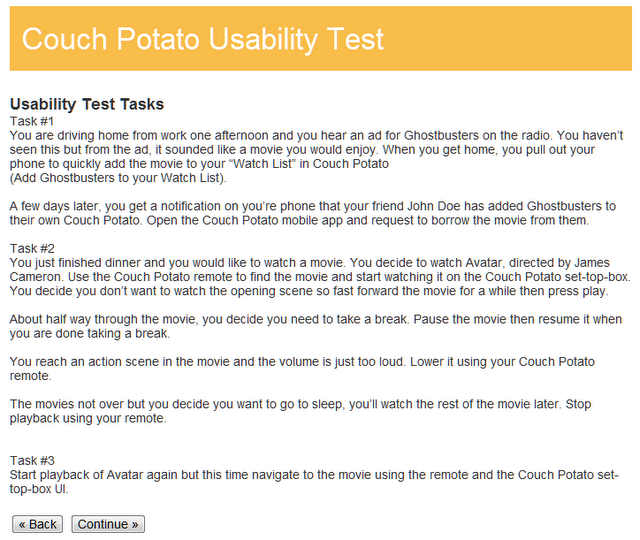 Couch Potato Usability Test
Usability Test Tasks
Task #1
You are driving home from work one afternoon and you hear an ad for Ghostbusters on the radio. You haven't
seen this but from the ad, it sounded like a movie you would enjoy. When you get home, you pull out your
phone to quickly add the movie to your “Watch List” in Couch Potato
(Add Ghostbusters to your Watch List).
A few days later, you get a notification on you're phone that your friend John Doe has added Ghostbusters to
their own Couch Potato. Open the Couch Potato mobile app and request to borrow the movie from them.
Task #2
You just finished dinner and you would like to watch a movie. You decide to watch Avatar, directed by James
Cameron. Use the Couch Potato remote to find the movie and start watching it on the Couch Potato set-top-box.
You decide you don't want to watch the opening scene so fast forward the movie for a while then press play.
About half way through the movie, you decide you need to take a break. Pause the movie then resume it when
you are done taking a break.
You reach an action scene in the movie and the volume is just too loud. Lower it using your Couch Potato
remote.
The movies not over but you decide you want to go to sleep, you'll watch the rest of the movie later. Stop
playback using your remote.
Task #3
Start playback of Avatar again but this time navigate to the movie using the remote and the Couch Potato set-
top-box UI.
« Back Continue »